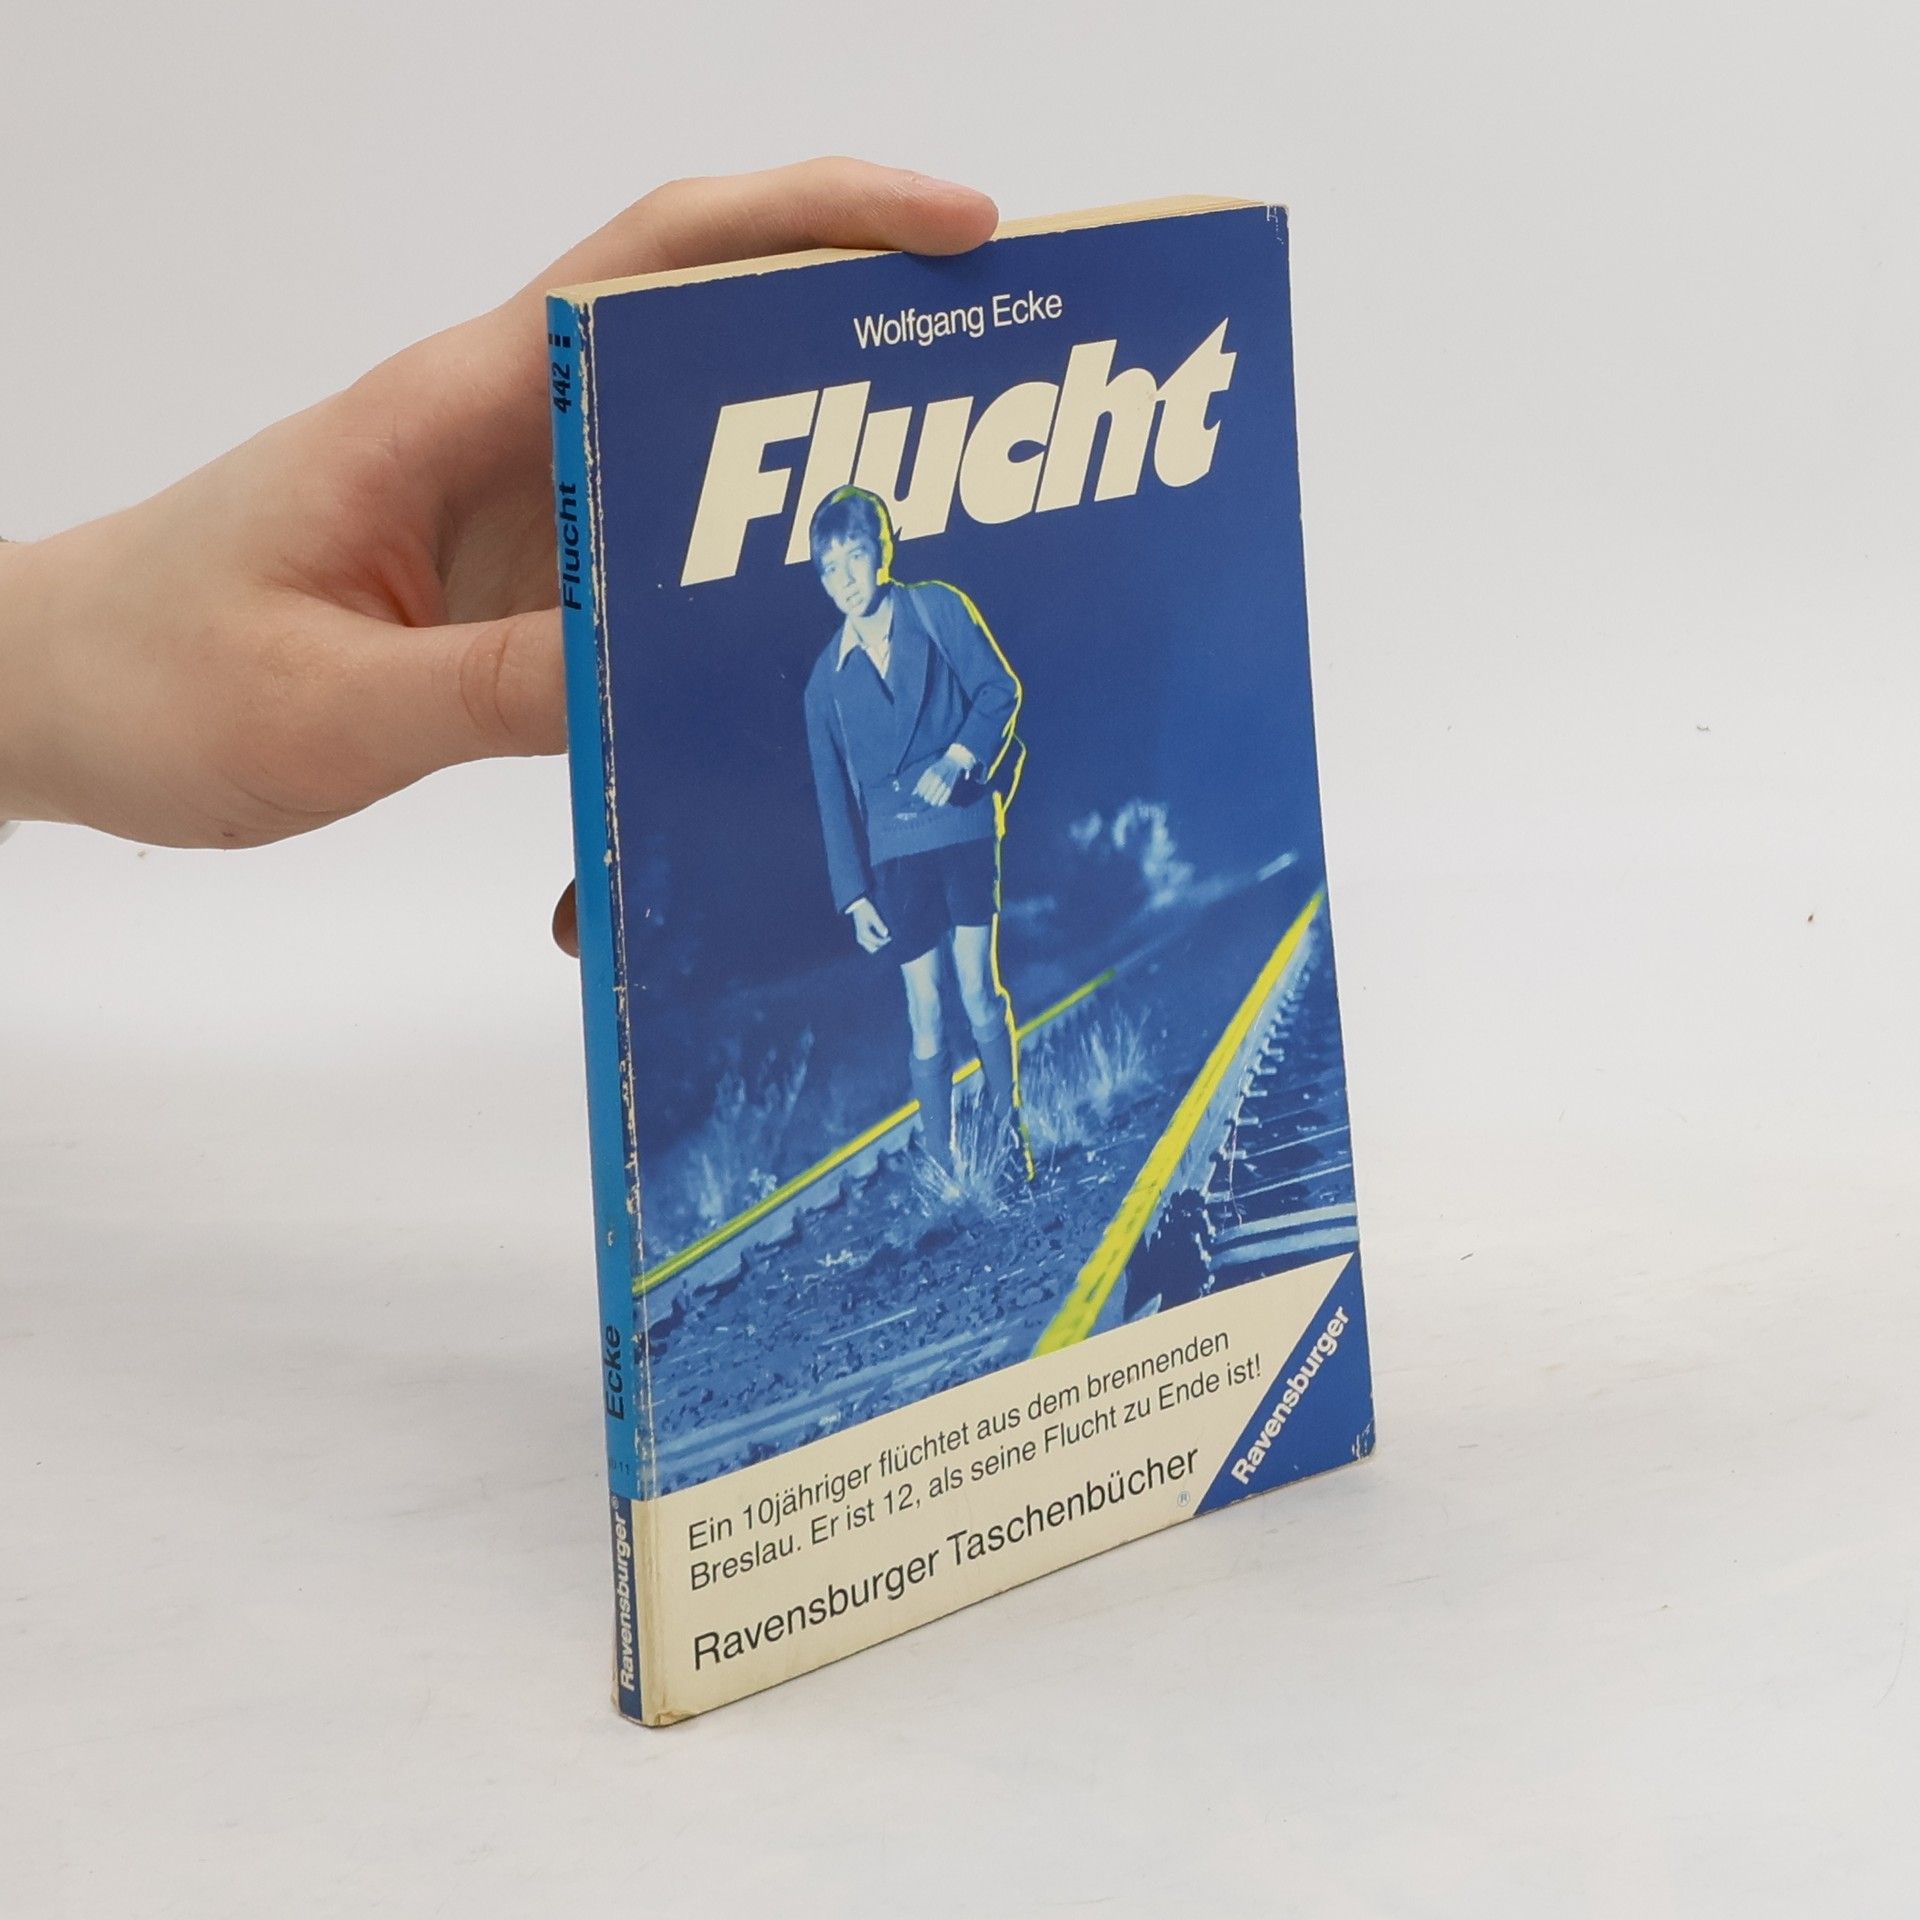 Wolfgang Ecke
Flucht
Ein 10jähriger flüchtet aus dem brennenden
Breslau. Er ist 12, als seine Flucht zu Ende ist!
Ravensburger Taschenbücher
®
Ravensburger
442
Flucht
Ecke
Ravensburger®